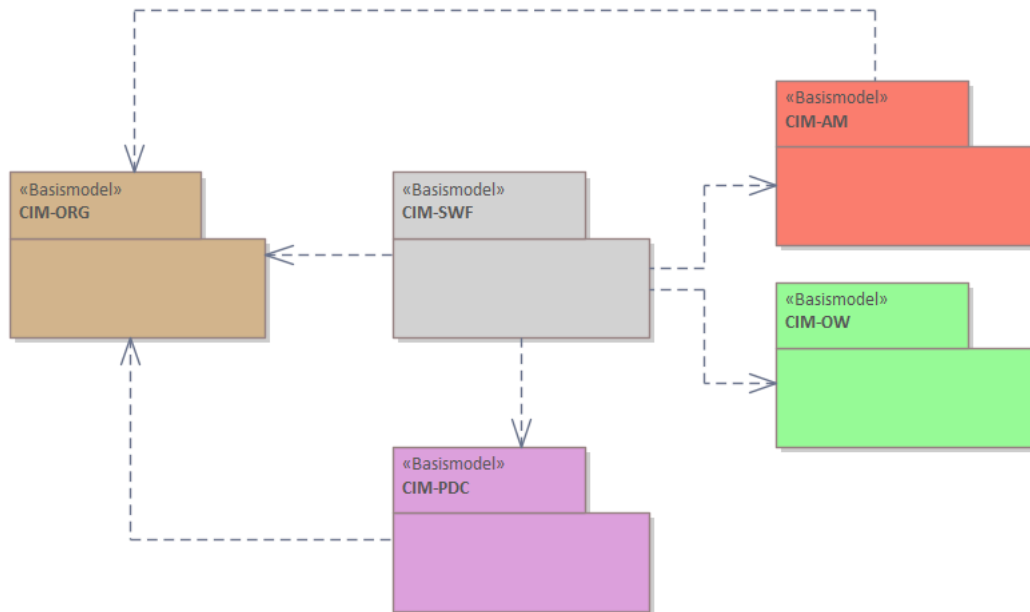 «Basismodel»
CIM-AM
«Basismodel»
CIM-ORG
«Basismodel»
CIM-SWF
«Basismodel»
CIM-OW
«Basismodel»
CIM-PDC